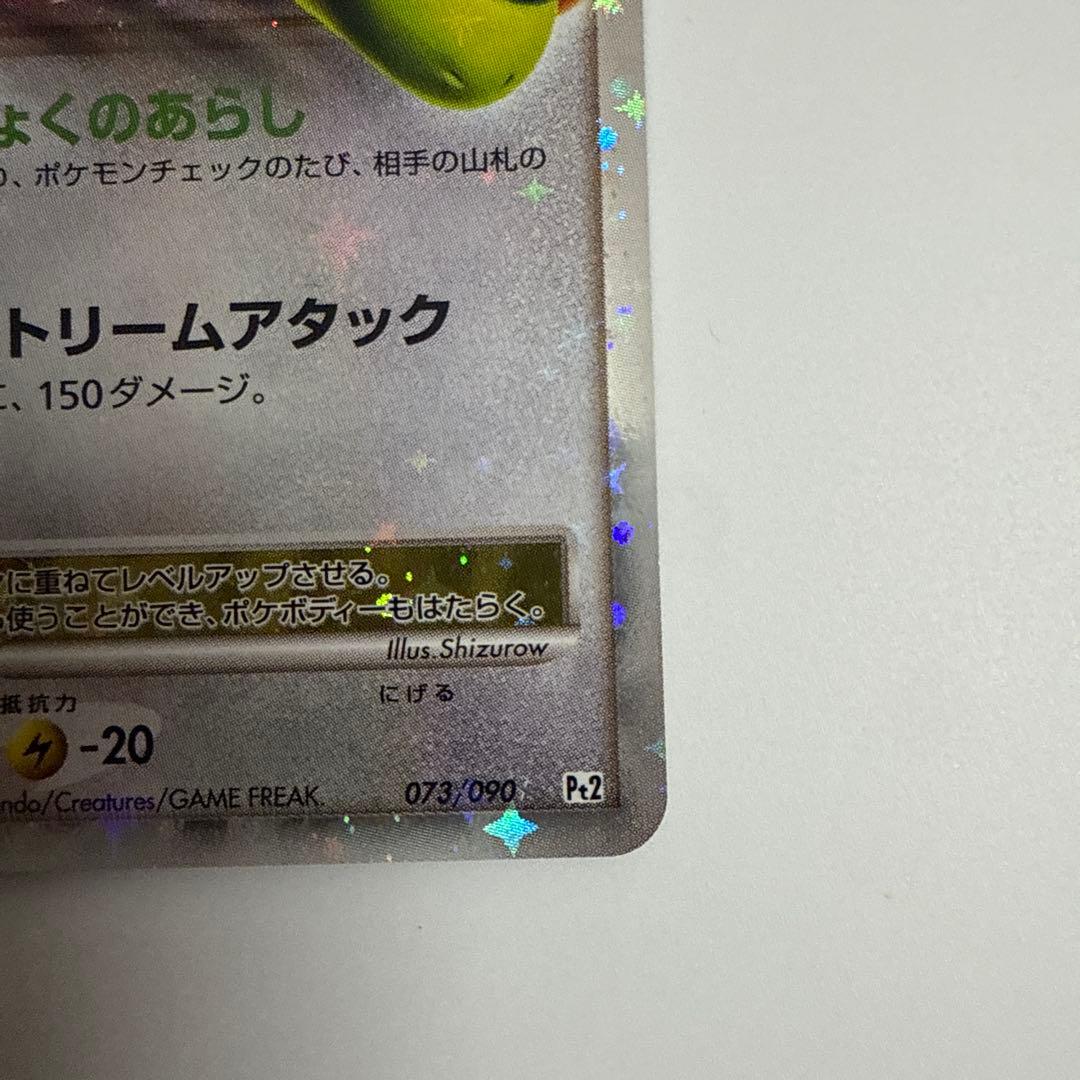 ょくのあらし
、ポケモンチェックのたび、相手の山札の
トリームアタック
に、150ダメージ。
に重ねてレベルアップさせる。
使うことができ、ポケボディーもはたらく。
Illus.Shizurow
抵抗力 にげる
-20
ndo/Creatures/GAME FREAK. 073/090 Pt2